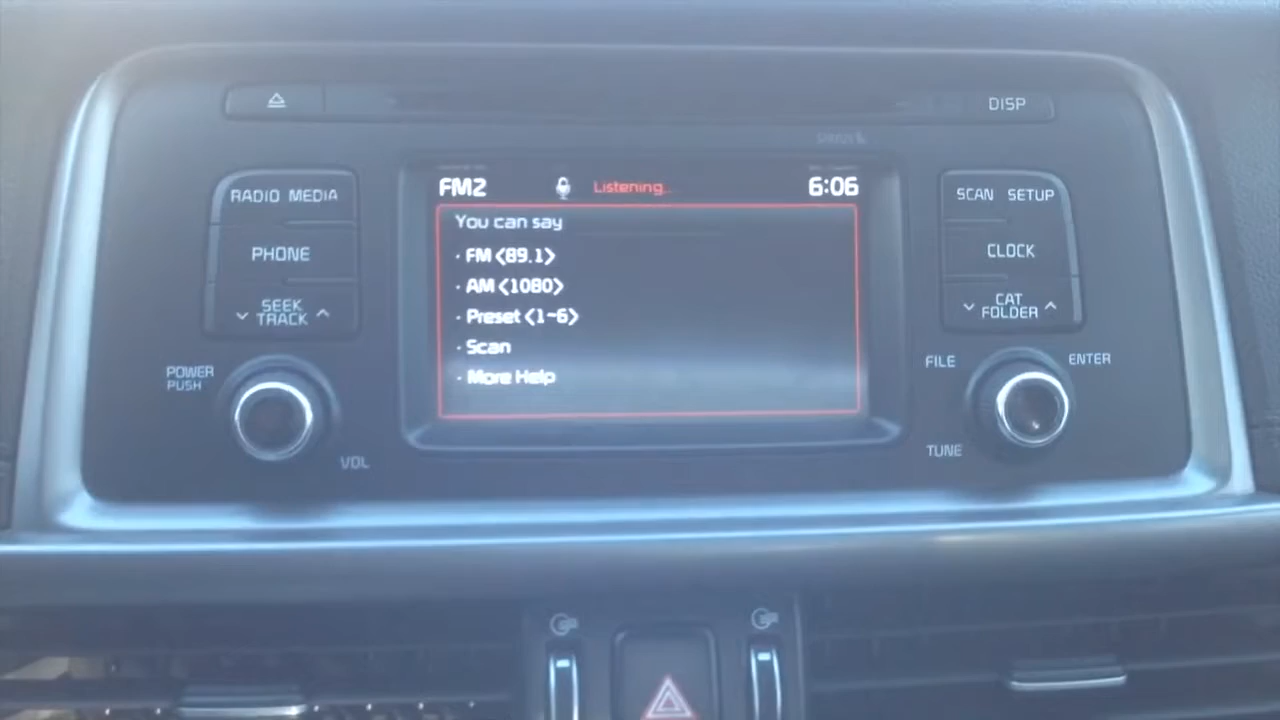 DISP
SIRIUS
RADIO MEDIA
PHONE
SEEK
TRACK
POWER
PUSH
VOL
FM2
Listening...
6:06
You can say
· FM <89.1>
· AM <1080>
· Preset <1~6>
· Scan
· More Help
SCAN SETUP
CLOCK
CAT
FOLDER
FILE
ENTER
TUNE